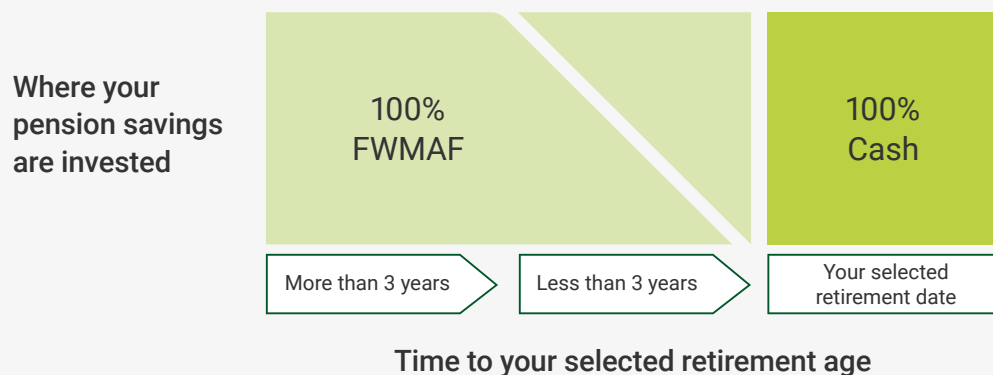 Where your
pension savings
are invested
100%
FWMAF
100%
Cash
More than 3 years
Less than 3 years
Your selected
retirement date
Time to your selected retirement age